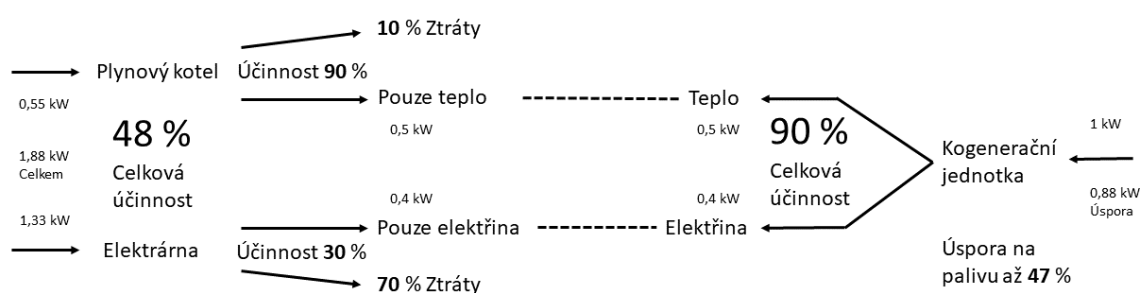 10 % Ztráty
Plynový kotel
Účinnost 90 %
0,55 kW
Pouze teplo
Teplo
48 %
0,5 kW
0,5 kW
90 %
1 kW
1,88 kW
Celkem
Celková
účinnost
Celková
účinnost
Kogenerační
jednotka
0,4 kW
0,4 kW
0,88 kW
Úspora
1,33 kW
Pouze elektřina
Elektřina
Elektrárna
Účinnost 30 %
70 % Ztráty
Úspora na
palivu až 47 %